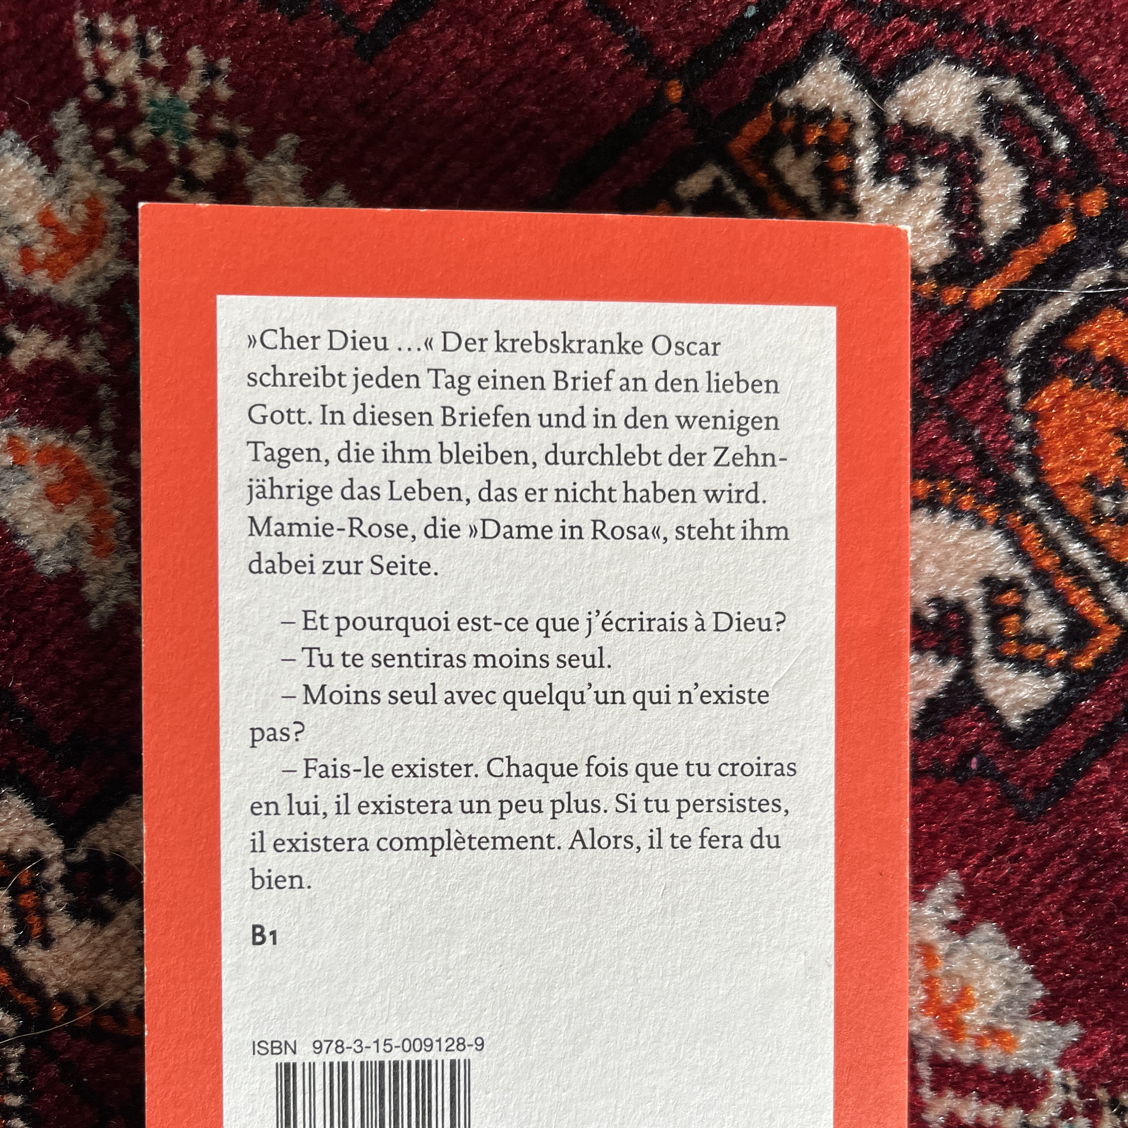 »Cher Dieu …« Der krebskranke Oscar
schreibt jeden Tag einen Brief an den lieben
Gott. In diesen Briefen und in den wenigen
Tagen, die ihm bleiben, durchlebt der Zehn-
jährige das Leben, das er nicht haben wird.
Mamie-Rose, die »Dame in Rosa«, steht ihm
dabei zur Seite.
– Et pourquoi est-ce que j’écrirais à Dieu?
– Tu te sentiras moins seul.
– Moins seul avec quelqu’un qui n’existe
pas?
– Fais-le exister. Chaque fois que tu croiras
en lui, il existera un peu plus. Si tu persistes,
il existera complètement. Alors, il te fera du
bien.
B1
ISBN 978-3-15-009128-9